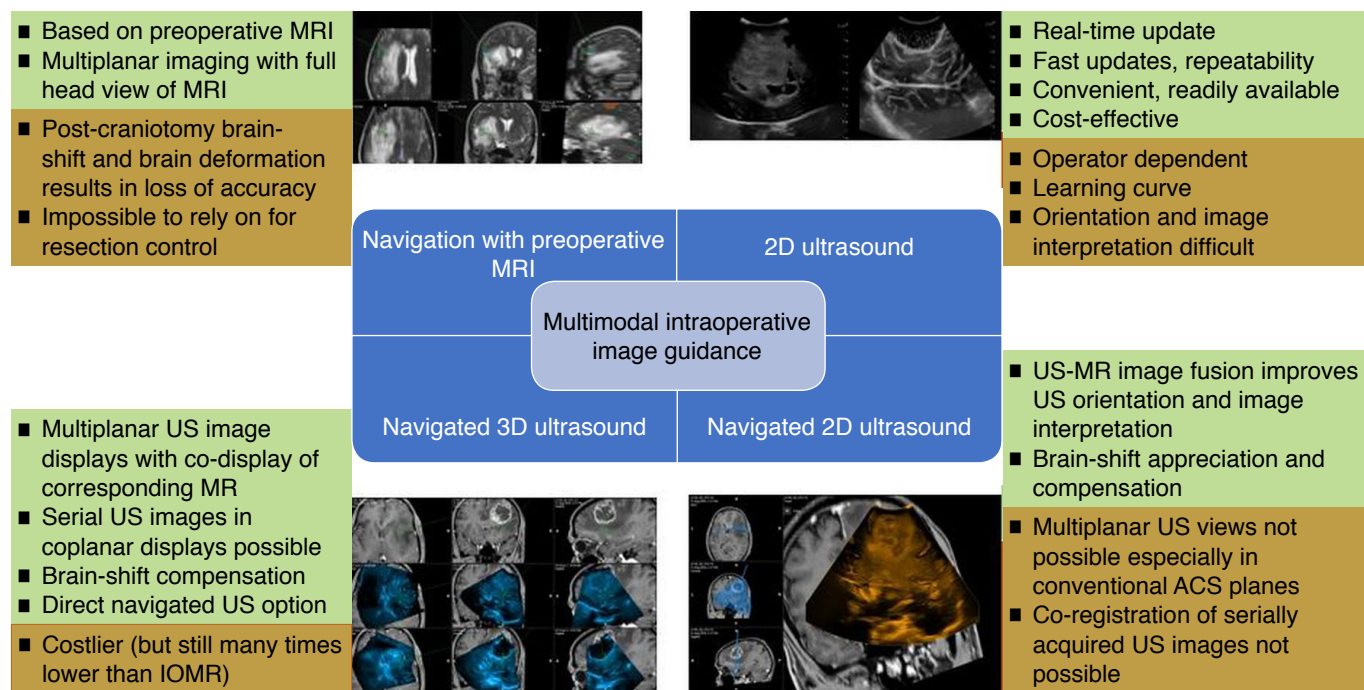 ■ Based on preoperative MRI
■ Multiplanar imaging with full
head view of MRI
■ Post-craniotomy brain-
shift and brain deformation
results in loss of accuracy
■ Impossible to rely on for
resection control
■ Real-time update
■ Fast updates, repeatability
■ Convenient, readily available
■ Cost-effective
■ Operator dependent
■ Learning curve
■ Orientation and image
interpretation difficult
Navigation with preoperative
MRI
2D ultrasound
Multimodal intraoperative
image guidance
Navigated 3D ultrasound
Navigated 2D ultrasound
■ Multiplanar US image
displays with co-display of
corresponding MR
■ Serial US images in
coplanar displays possible
■ Brain-shift compensation
■ Direct navigated US option
■ Costlier (but still many times
lower than IOMR)
■ US-MR image fusion improves
US orientation and image
interpretation
■ Brain-shift appreciation and
compensation
■ Multiplanar US views not
possible especially in
conventional ACS planes
■ Co-registration of serially
acquired US images not
possible